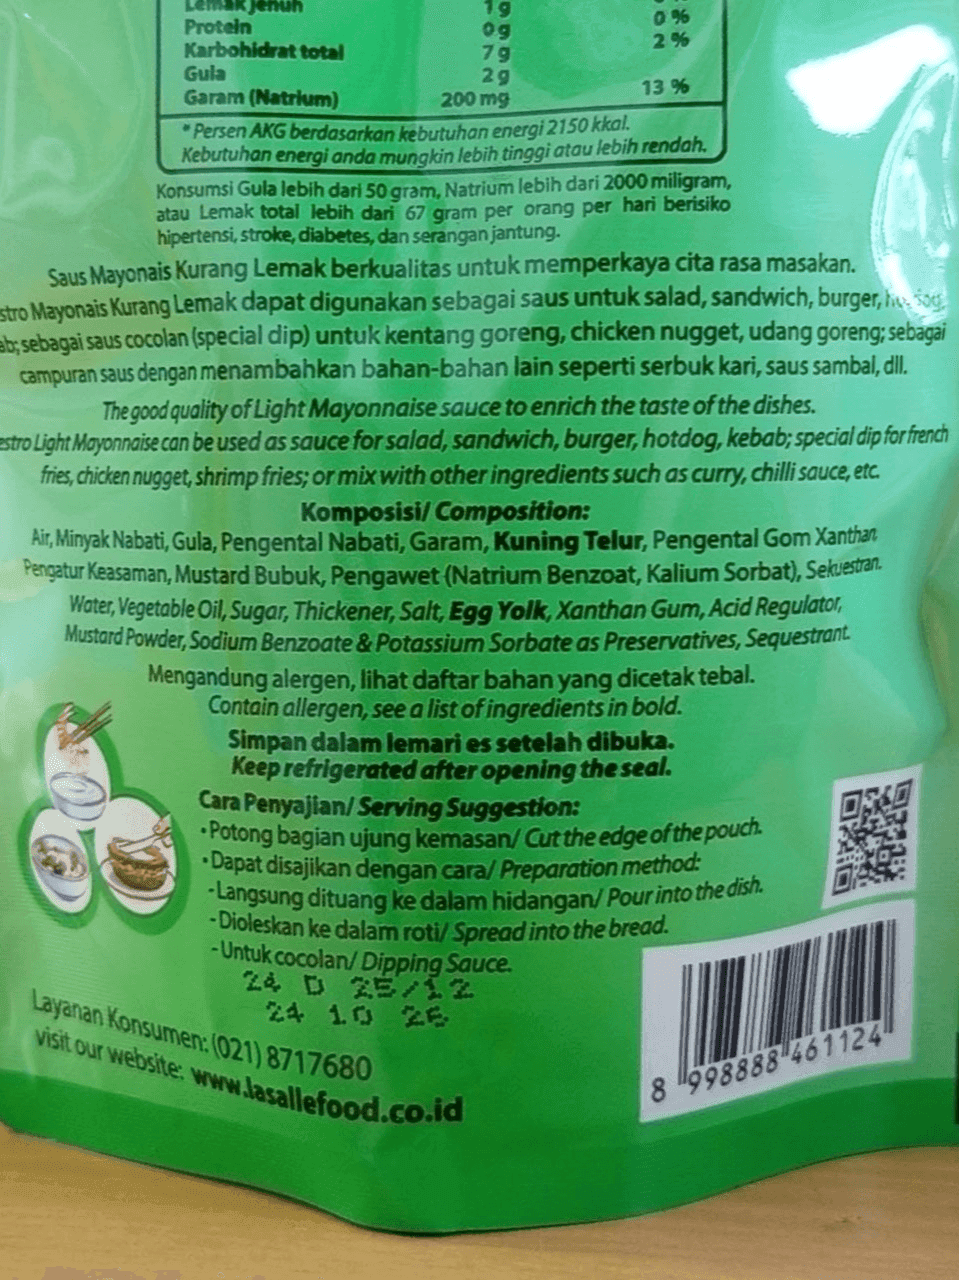 Lemak jenuh 1 g
Protein 0 g 0 %
Karbohidrat total 7 g 2 %
Gula 2 g
Garam (Natrium) 200 mg 13 %
* Persen AKG berdasarkan kebutuhan energi 2150 kkal.
Kebutuhan energi anda mungkin lebih tinggi atau lebih rendah.
Konsumsi Gula lebih dari 50 gram, Natrium lebih dari 2000 miligram,
atau Lemak total lebih dari 67 gram per orang per hari berisiko
hipertensi, stroke, diabetes, dan serangan jantung.
Saus Mayonais Kurang Lemak berkualitas untuk memperkaya cita rasa masakan.
stro Mayonais Kurang Lemak dapat digunakan sebagai saus untuk salad, sandwich, burger,
ab; sebagai saus cocolan (special dip) untuk kentang goreng, chicken nugget, udang goreng; sebagai
campuran saus dengan menambahkan bahan-bahan lain seperti serbuk kari, saus sambal, dll.
The good quality of Light Mayonnaise sauce to enrich the taste of the dishes.
estro Light Mayonnaise can be used as sauce for salad, sandwich, burger, hotdog, kebab; special dip for french
fries, chicken nugget, shrimp fries; or mix with other ingredients such as curry, chilli sauce, etc.
Komposisi/ Composition:
Air, Minyak Nabati, Gula, Pengental Nabati, Garam, Kuning Telur, Pengental Gom Xanthan
Pengatur Keasaman, Mustard Bubuk, Pengawet (Natrium Benzoat, Kalium Sorbat), Sekuestran.
Water, Vegetable Oil, Sugar, Thickener, Salt, Egg Yolk, Xanthan Gum, Acid Regulator,
Mustard Powder, Sodium Benzoate & Potassium Sorbate as Preservatives, Sequestrant.
Mengandung alergen, lihat daftar bahan yang dicetak tebal.
Contain allergen, see a list of ingredients in bold.
Simpan dalam lemari es setelah dibuka.
Keep refrigerated after opening the seal.
Cara Penyajian/ Serving Suggestion:
• Potong bagian ujung kemasan/ Cut the edge of the pouch.
• Dapat disajikan dengan cara/ Preparation method:
- Langsung dituang ke dalam hidangan/ Pour into the dish.
- Dioleskan ke dalam roti/ Spread into the bread.
- Untuk cocolan/ Dipping Sauce.
24 D 25/12
24 10 26
Layanan Konsumen: (021) 8717680
visit our website: www.lasallefood.co.id
8 998888 461124